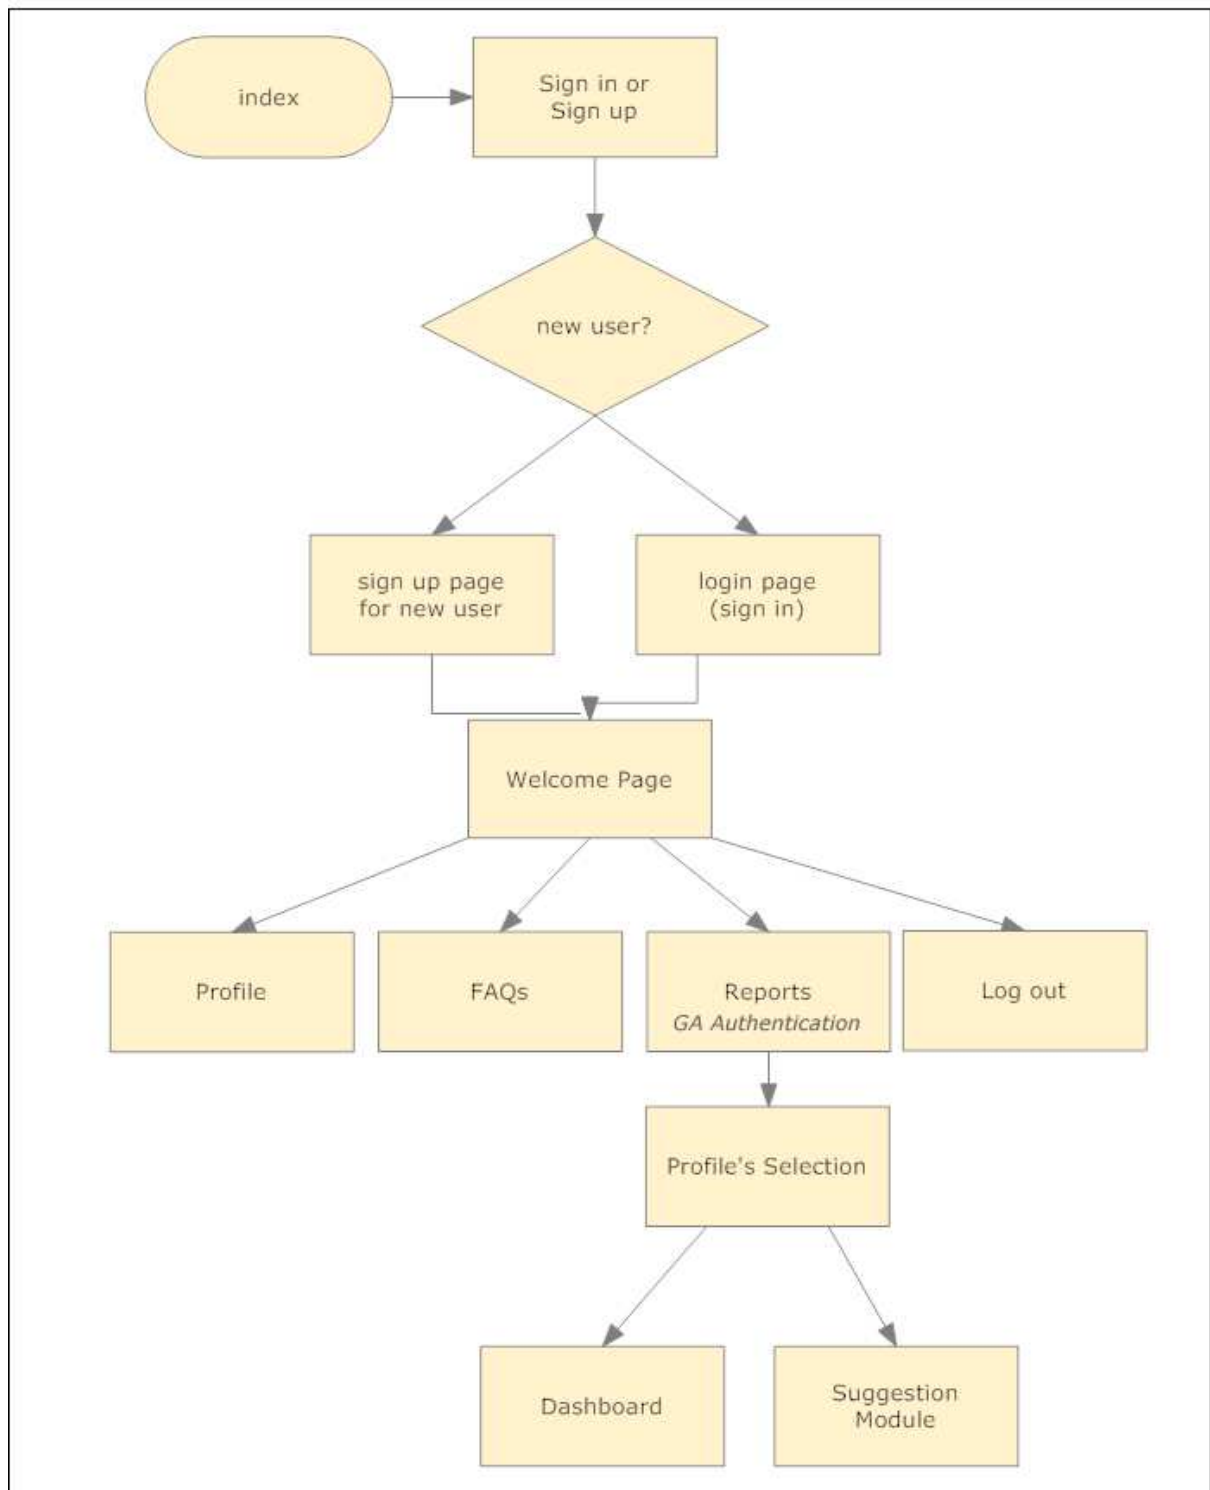 index
Sign in or
Sign up
new user?
sign up page
for new user
login page
(sign in)
Welcome Page
Profile
FAQs
Reports
GA Authentication
Log out
Profile's Selection
Dashboard
Suggestion
Module